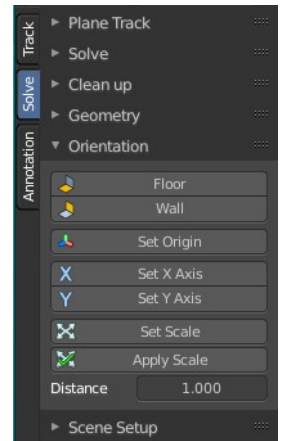 Track
Solve
Annotation
Plane Track
Solve
Clean up
Geometry
Orientation
Floor
Wall
Set Origin
X Set X Axis
Y Set Y Axis
Set Scale
Apply Scale
Distance 1.000
Scene Setup